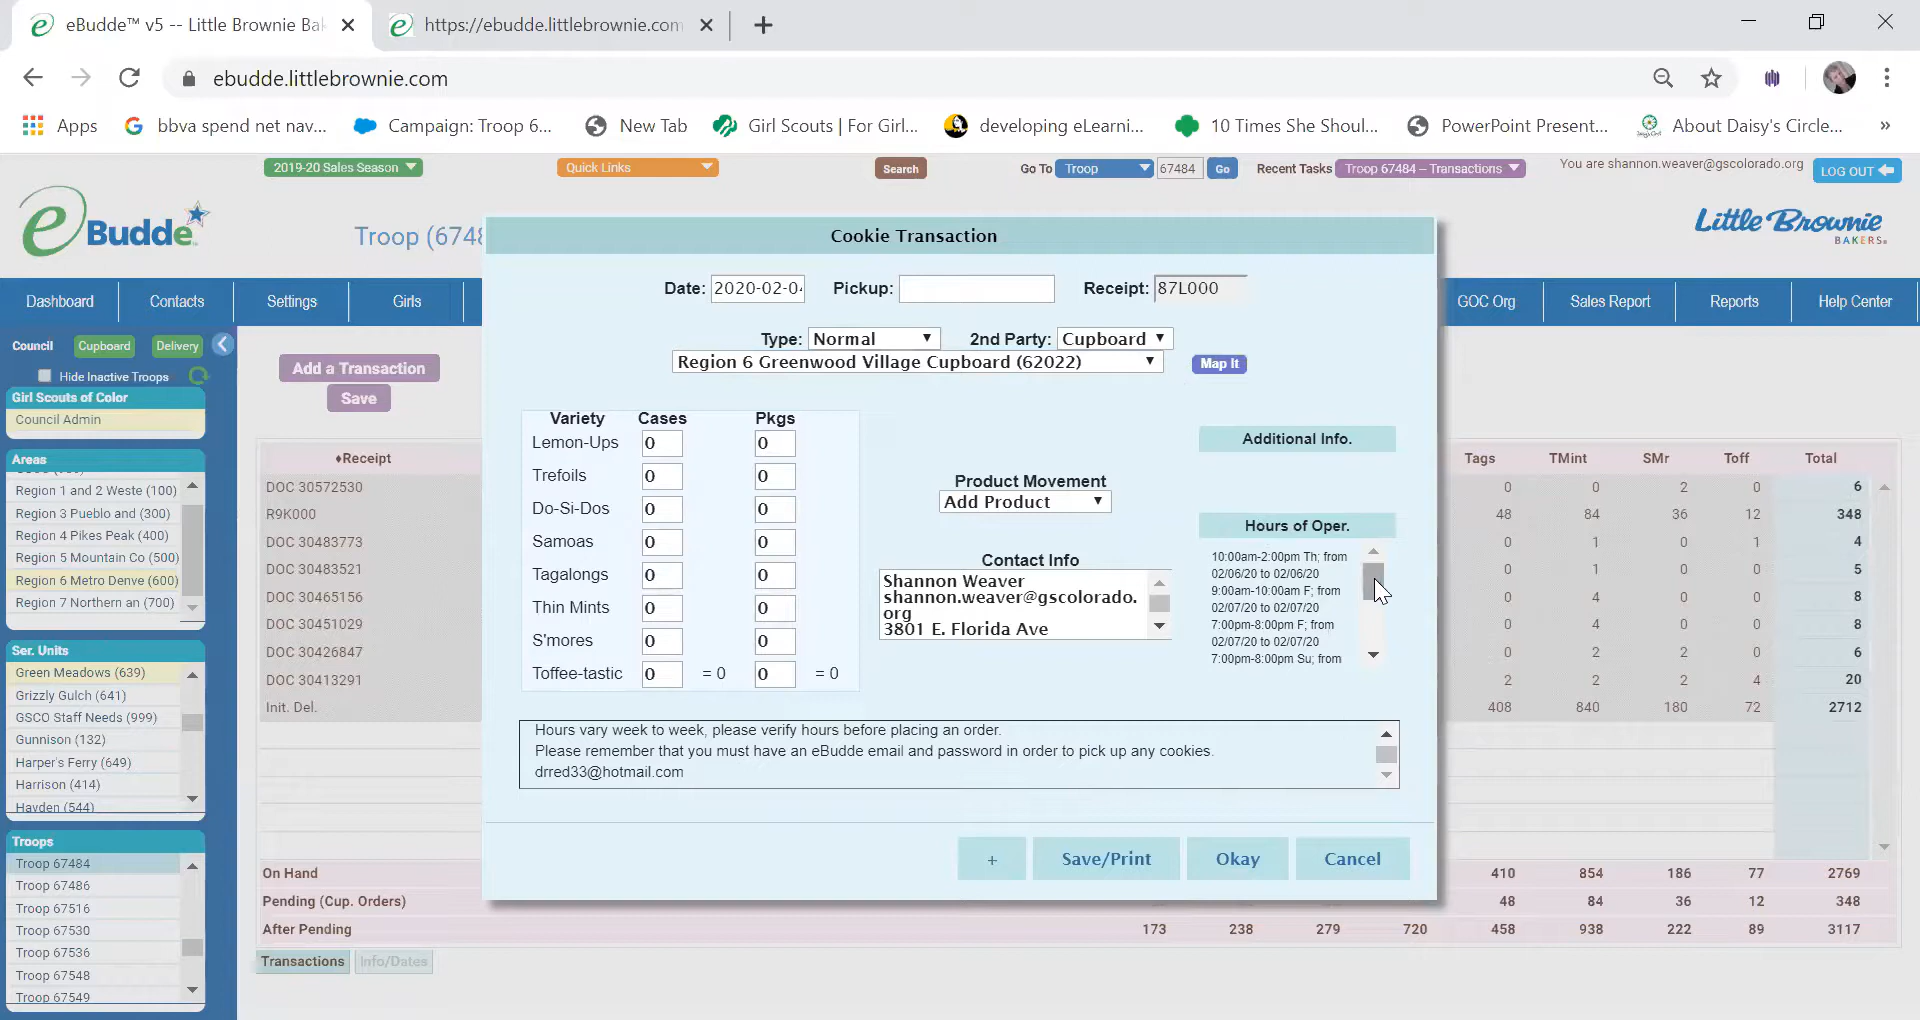 eBudde™ v5 -- Little Brownie Ba
https://ebudde.littlebrownie.com
ebudde.littlebrownie.com
Apps
bbva spend net nav...
Campaign: Troop 6...
New Tab
Girl Scouts | For Girl...
developing eLearni...
10 Times She Shoul...
PowerPoint Present...
About Daisy's Circle...
»
2019-20 Sales Season
Quick Links
Search
Go To
Troop
67484
Go
Recent Tasks
Troop 67484 – Transactions
You are shannon.weaver@gscolorado.org
LOG OUT
eBudde™
Troop (6748
Little Brownie
BAKERS®
Dashboard
Contacts
Settings
Girls
GOC Org
Sales Report
Reports
Help Center
Council
Cupboard
Delivery
Hide Inactive Troops
Girl Scouts of Color
Council Admin
Areas
Region 1 and 2 Weste (100)
Region 3 Pueblo and (300)
Region 4 Pikes Peak (400)
Region 5 Mountain Co (500)
Region 6 Metro Denve (600)
Region 7 Northern an (700)
Ser. Units
Green Meadows (639)
Grizzly Gulch (641)
GSCO Staff Needs (999)
Gunnison (132)
Harper's Ferry (649)
Harrison (414)
Hayden (544)
Troops
Troop 67484
Troop 67486
Troop 67516
Troop 67530
Troop 67536
Troop 67548
Troop 67549
Add a Transaction
Save
♦Receipt
DOC 30572530
R9K000
DOC 30483773
DOC 30483521
DOC 30465156
DOC 30451029
DOC 30426847
DOC 30413291
Init. Del.
Cookie Transaction
Date: 2020-02-0 Pickup: Receipt: 87L000
Type: Normal 2nd Party: Cupboard
Region 6 Greenwood Village Cupboard (62022)
Map It
Variety Cases Pkgs
Lemon-Ups 0 0
Trefoils 0 0
Do-Si-Dos 0 0
Samoas 0 0
Tagalongs 0 0
Thin Mints 0 0
S'mores 0 0
Toffee-tastic 0 = 0 0 = 0
Product Movement
Add Product
Contact Info
Shannon Weaver
shannon.weaver@gscolorado.
org
3801 E. Florida Ave
Additional Info.
Hours of Oper.
10:00am-2:00pm Th; from
02/06/20 to 02/06/20
9:00am-10:00am F; from
02/07/20 to 02/07/20
7:00pm-8:00pm F; from
02/07/20 to 02/07/20
7:00pm-8:00pm Su; from
Hours vary week to week, please verify hours before placing an order.
Please remember that you must have an eBudde email and password in order to pick up any cookies.
drred33@hotmail.com
+
Save/Print
Okay
Cancel
Tags TMint SMr Toff Total
0 0 2 0 6
48 84 36 12 348
0 1 0 1 4
0 1 0 0 5
0 4 0 0 8
0 4 0 0 8
0 2 2 0 6
2 2 2 4 20
408 840 180 72 2712
On Hand 410 854 186 77 2769
Pending (Cup. Orders) 48 84 36 12 348
After Pending 173 238 279 720 458 938 222 89 3117
Transactions
Info/Dates